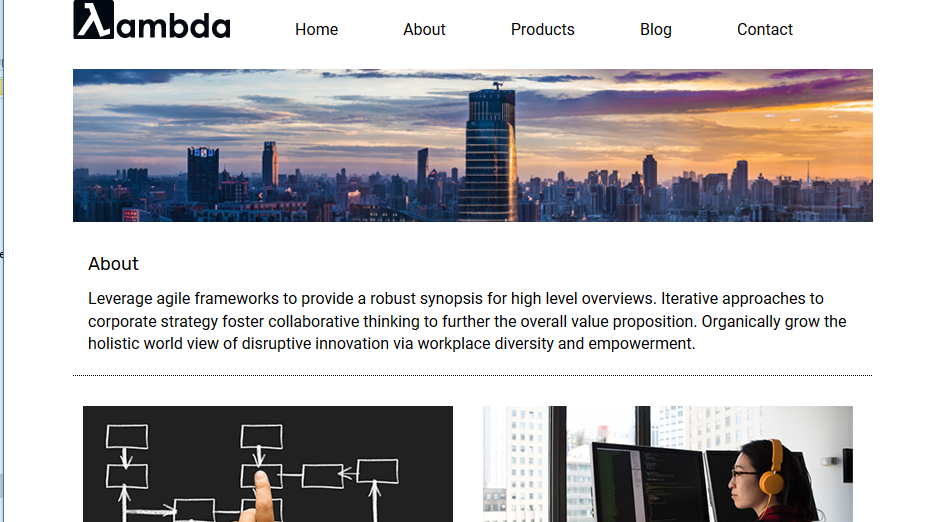 λambda
Home About Products Blog Contact
About
Leverage agile frameworks to provide a robust synopsis for high level overviews. Iterative approaches to
corporate strategy foster collaborative thinking to further the overall value proposition. Organically grow the
holistic world view of disruptive innovation via workplace diversity and empowerment.